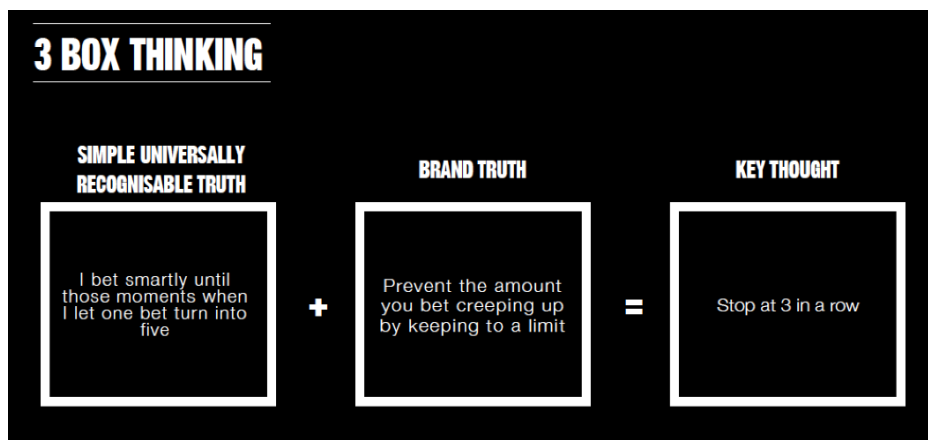 3 BOX THINKING
SIMPLE UNIVERSALLY
RECOGNISABLE TRUTH
I bet smartly until
those moments when
I let one bet turn into
five
+
BRAND TRUTH
Prevent the amount
you bet creeping up
by keeping to a limit
=
KEY THOUGHT
Stop at 3 in a row